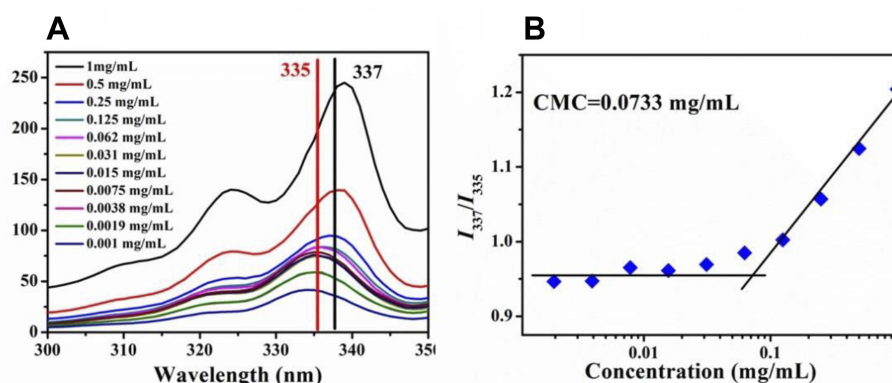 A
335
337
1mg/mL
0.5 mg/mL
0.25 mg/mL
0.125 mg/mL
0.062 mg/mL
0.031 mg/mL
0.015 mg/mL
0.0075 mg/mL
0.0038 mg/mL
0.0019 mg/mL
0.001 mg/mL
250
200
150
100
50
0
300
310
320
330
340
350
Wavelength (nm)
B
CMC=0.0733 mg/mL
I337/I335
1.2
1.1
1.0
0.9
0.01
0.1
Concentration (mg/mL)